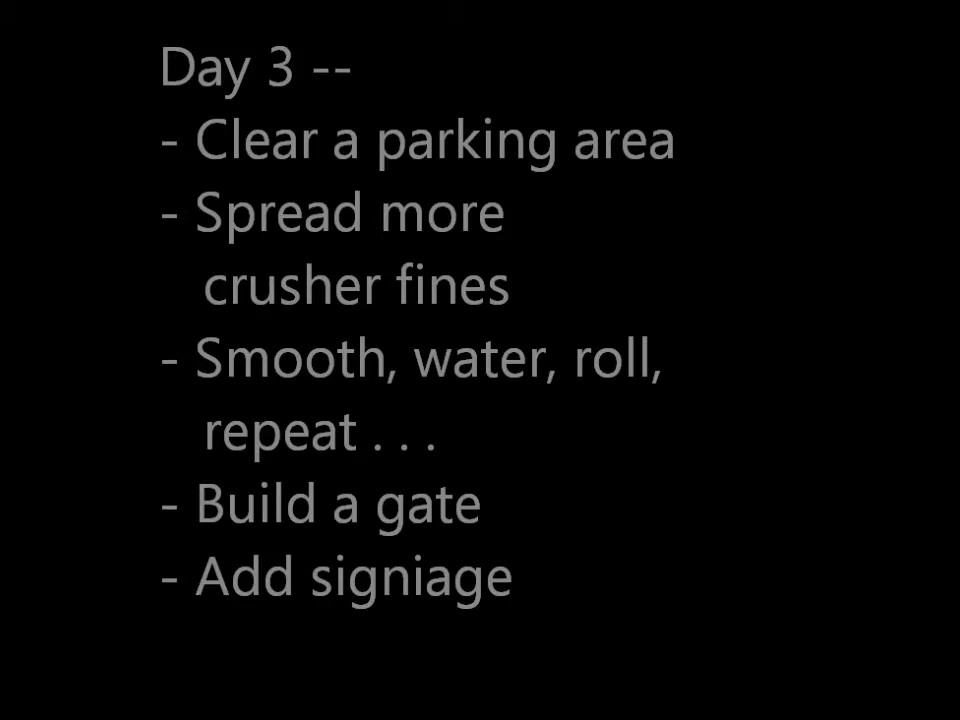 Day 3 --
- Clear a parking area
- Spread more
crusher fines
- Smooth, water, roll,
repeat . . .
- Build a gate
- Add signiage